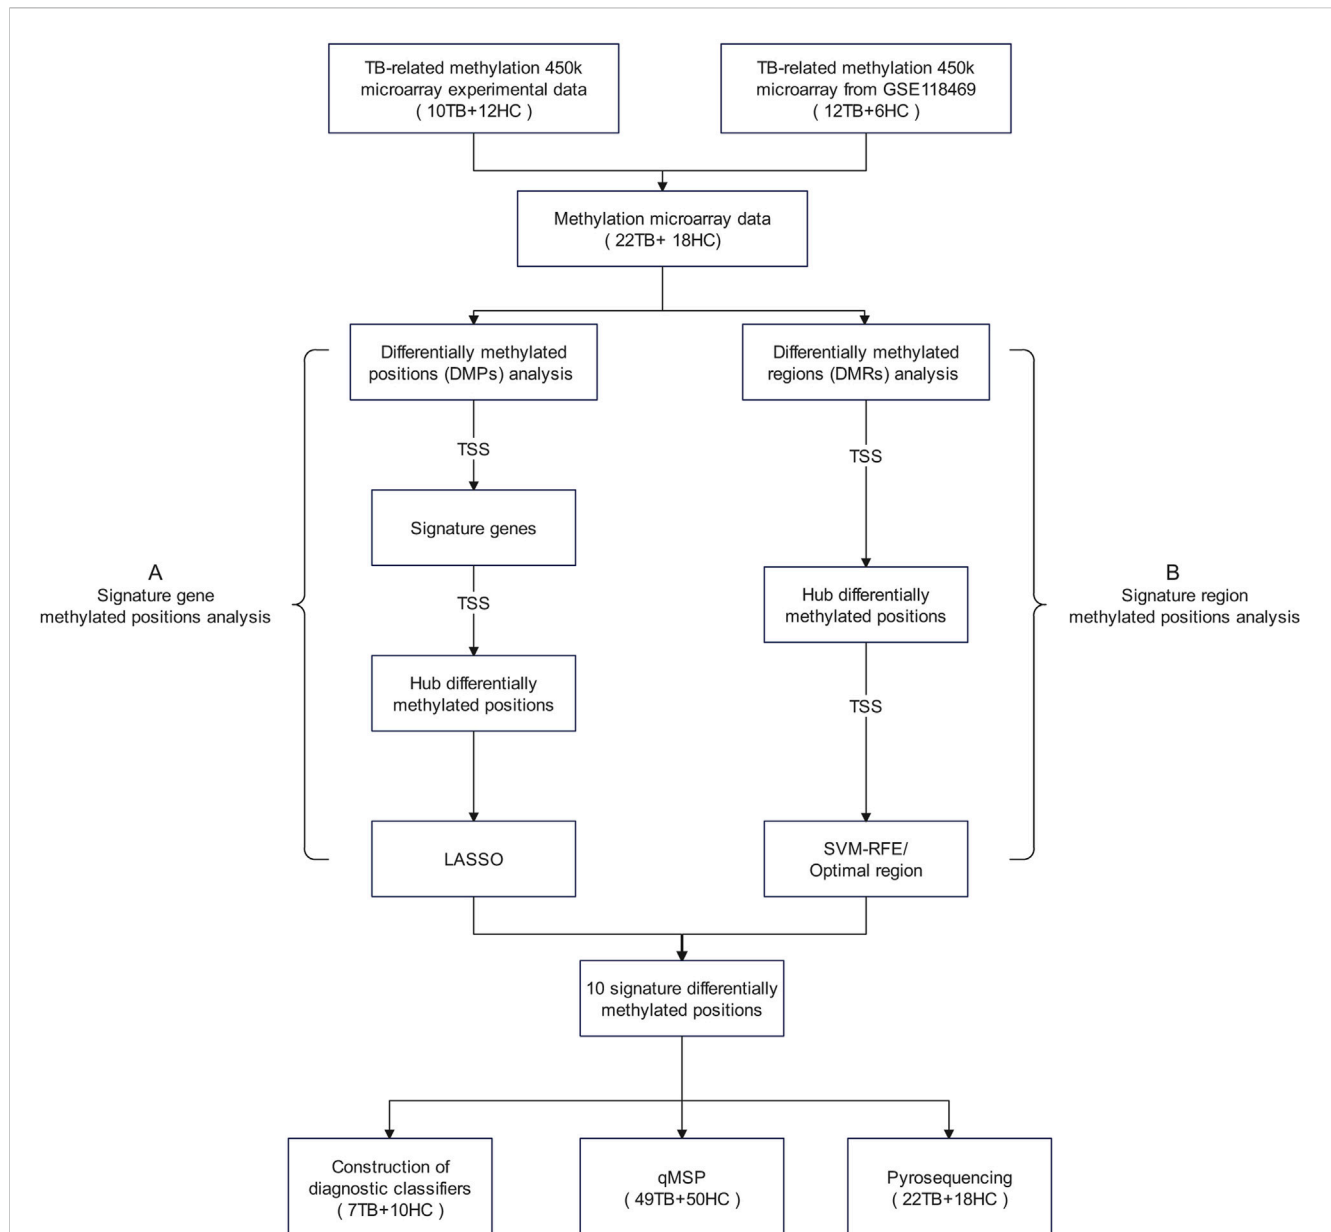 TB-related methylation 450k
microarray experimental data
( 10TB+12HC )
TB-related methylation 450k
microarray from GSE118469
( 12TB+6HC )
Methylation microarray data
( 22TB+ 18HC)
Differentially methylated
positions (DMPs) analysis
Differentially methylated
regions (DMRs) analysis
TSS
TSS
Signature genes
A
Signature gene
methylated positions analysis
TSS
Hub differentially
methylated positions
B
Signature region
methylated positions analysis
Hub differentially
methylated positions
TSS
LASSO
SVM-RFE/
Optimal region
10 signature differentially
methylated positions
Construction of
diagnostic classifiers
( 7TB+10HC )
qMSP
( 49TB+50HC )
Pyrosequencing
( 22TB+18HC )